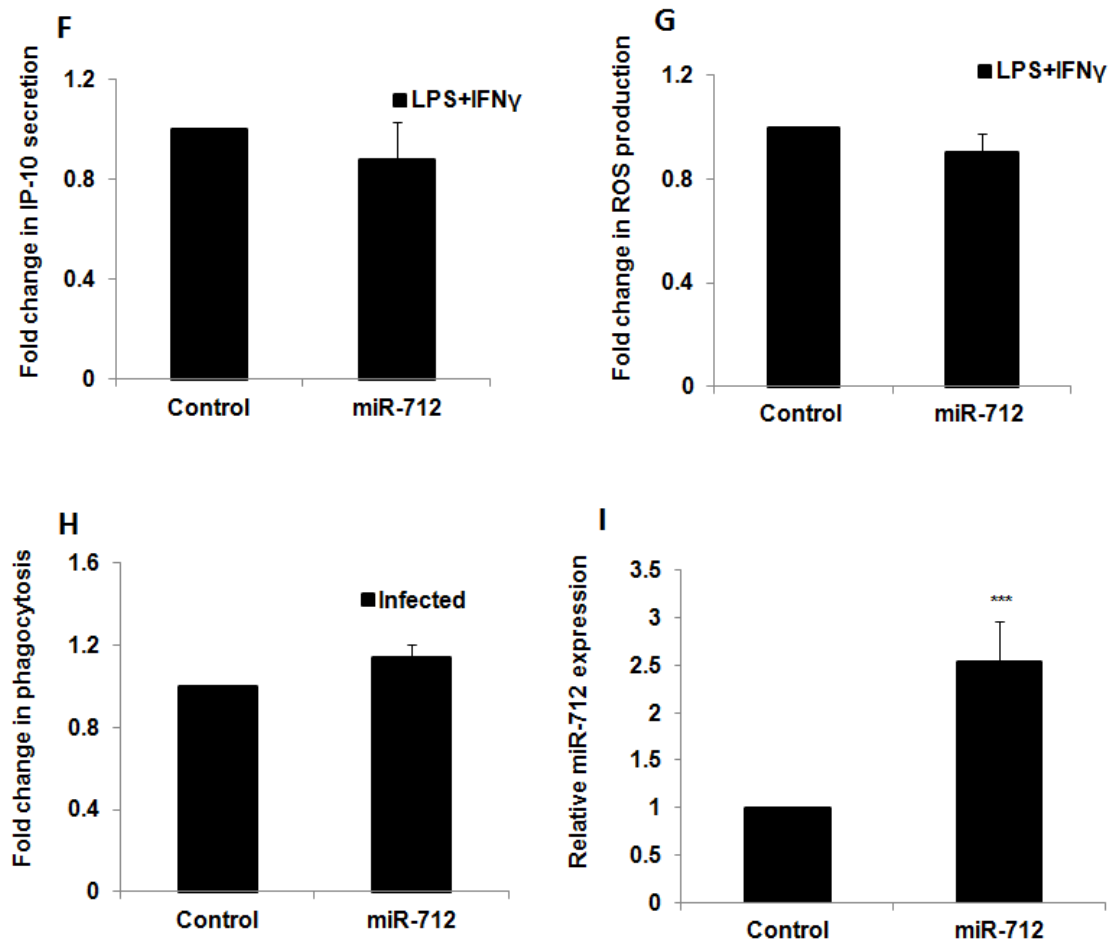 F
Fold change in IP-10 secretion
1.2
0.8
0.4
0
LPS+IFNγ
Control
miR-712
G
Fold change in ROS production
1.2
0.8
0.4
0
LPS+IFNγ
Control
miR-712
H
Fold change in phagocytosis
1.6
1.2
0.8
0.4
0
Infected
Control
miR-712
I
Relative miR-712 expression
3.5
3
2.5
2
1.5
1
0.5
0
***
Control
miR-712